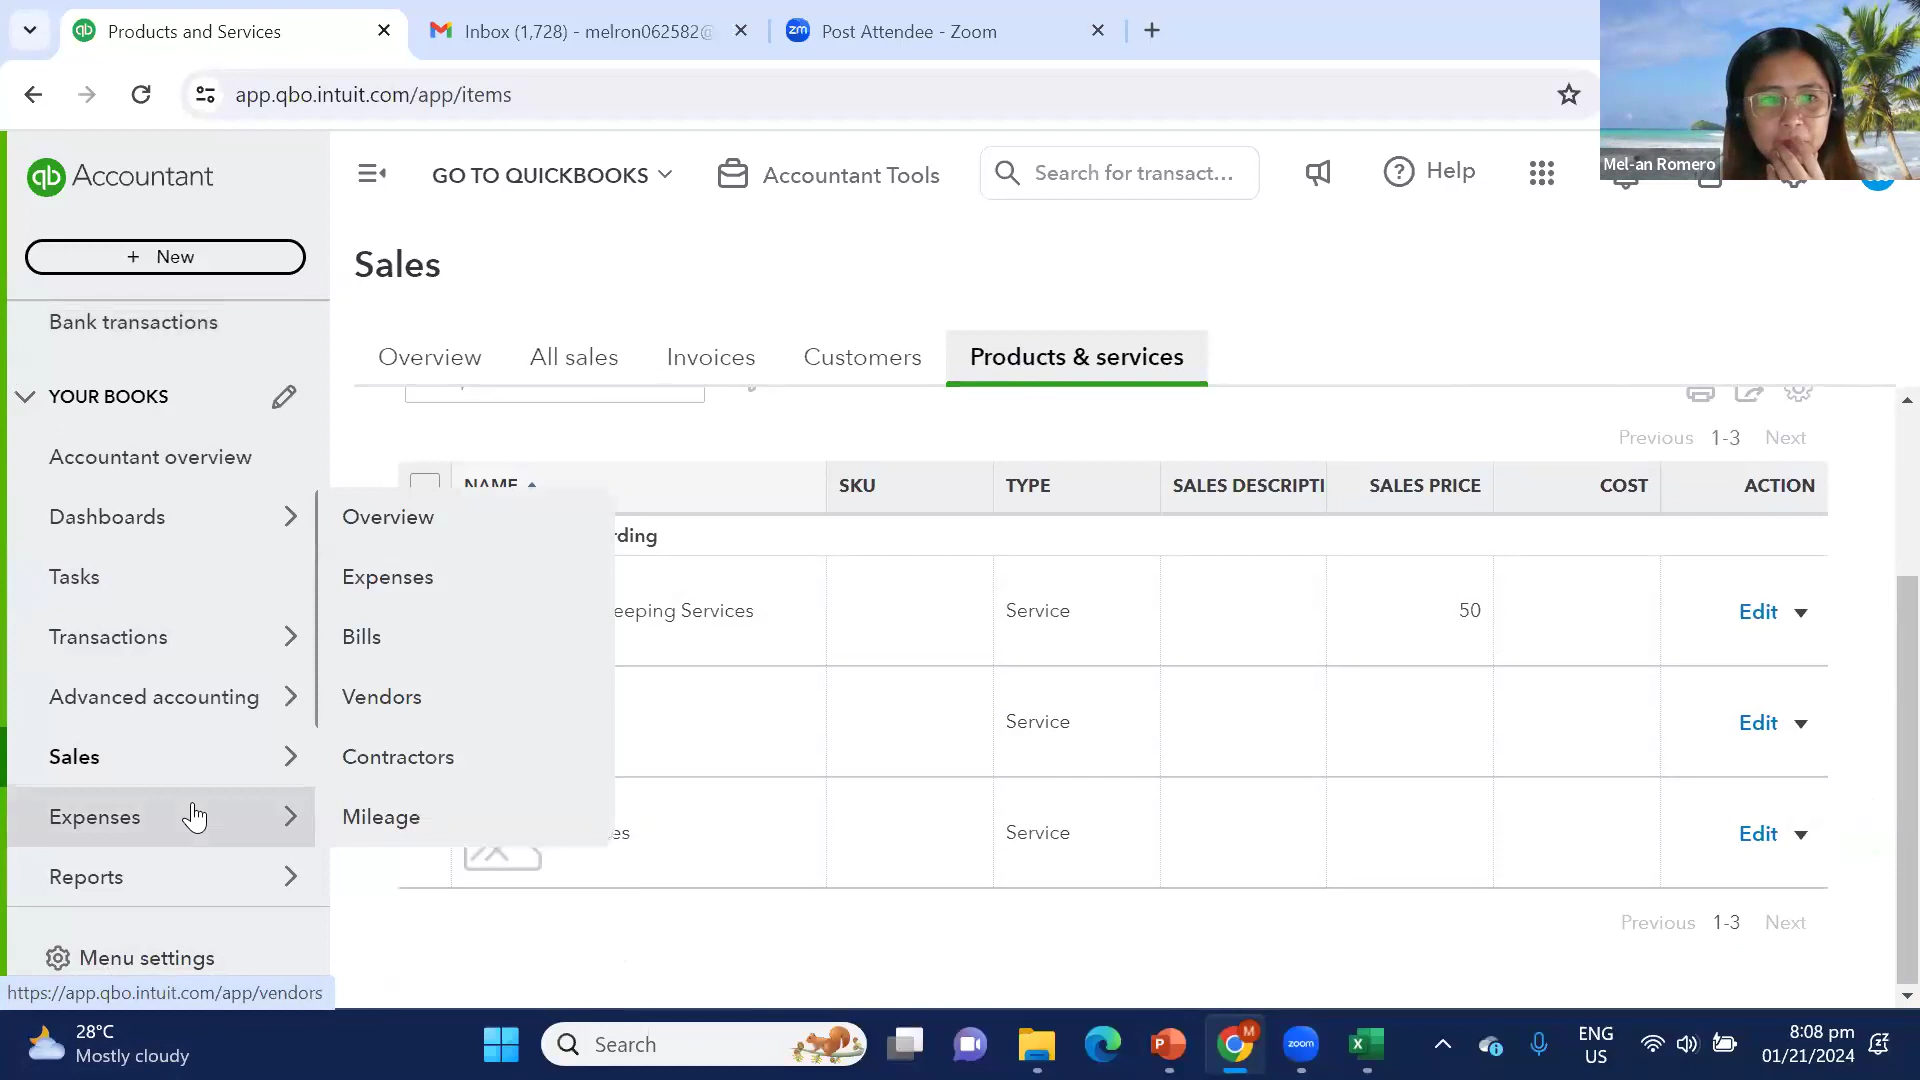 Products and Services
Inbox (1,728) - melron062582@
zm
Post Attendee - Zoom
app.qbo.intuit.com/app/items
Mel-an Romero
qb Accountant
GO TO QUICKBOOKS
Accountant Tools
Search for transact...
Help
+ New
Sales
Bank transactions
Overview
All sales
Invoices
Customers
Products & services
YOUR BOOKS
Previous 1-3 Next
Accountant overview
NAME
SKU
TYPE
SALES DESCRIPTI
SALES PRICE
COST
ACTION
Dashboards
Overview
rding
Tasks
Expenses
eeping Services
Service
50
Edit
Transactions
Bills
Advanced accounting
Vendors
Service
Edit
Sales
Contractors
Expenses
Mileage
es
Service
Edit
Reports
Previous 1-3 Next
Menu settings
https://app.qbo.intuit.com/app/vendors
28°C
Mostly cloudy
Search
P
M
zoom
X
ENG
US
8:08 pm
01/21/2024